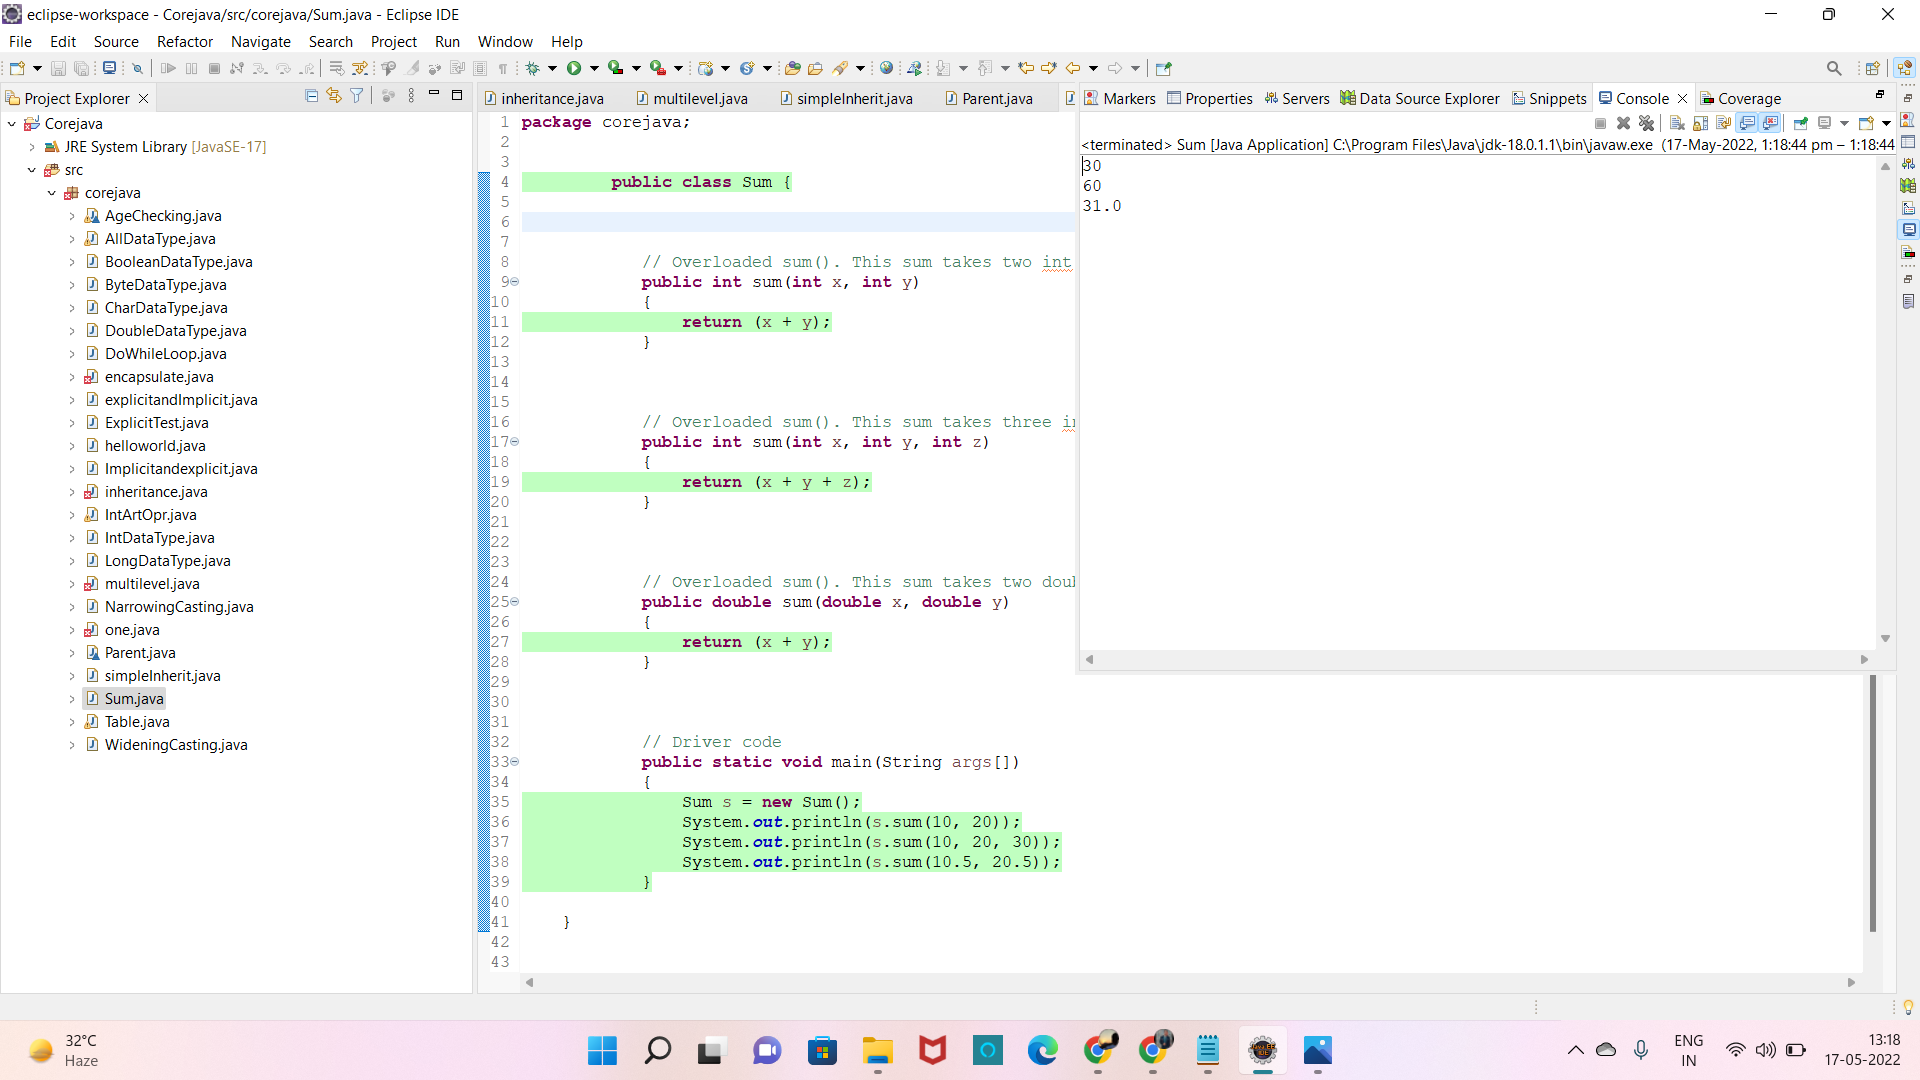 eclipse-workspace - Corejava/src/corejava/Sum.java - Eclipse IDE
File Edit Source Refactor Navigate Search Project Run Window Help
Project Explorer
inheritance.java multilevel.java simpleInherit.java Parent.java
Markers Properties Servers Data Source Explorer Snippets Console Coverage
<terminated> Sum [Java Application] C:\Program Files\Java\jdk-18.0.1.1\bin\javaw.exe (17-May-2022, 1:18:44 pm – 1:18:44
30
60
31.0
Corejava
JRE System Library [JavaSE-17]
src
corejava
AgeChecking.java
AllDataType.java
BooleanDataType.java
ByteDataType.java
CharDataType.java
DoubleDataType.java
DoWhileLoop.java
encapsulate.java
explicitandImplicit.java
ExplicitTest.java
helloworld.java
Implicitandexplicit.java
inheritance.java
IntArtOpr.java
IntDataType.java
LongDataType.java
multilevel.java
NarrowingCasting.java
one.java
Parent.java
simpleInherit.java
Sum.java
Table.java
WideningCasting.java
1 package corejava;
2
3
4 public class Sum {
5
6
7
8 // Overloaded sum(). This sum takes two int
9 public int sum(int x, int y)
10 {
11 return (x + y);
12 }
13
14
15
16 // Overloaded sum(). This sum takes three in
17 public int sum(int x, int y, int z)
18 {
19 return (x + y + z);
20 }
21
22
23
24 // Overloaded sum(). This sum takes two doub
25 public double sum(double x, double y)
26 {
27 return (x + y);
28 }
29
30
31
32 // Driver code
33 public static void main(String args[])
34 {
35 Sum s = new Sum();
36 System.out.println(s.sum(10, 20));
37 System.out.println(s.sum(10, 20, 30));
38 System.out.println(s.sum(10.5, 20.5));
39 }
40
41 }
42
43
32°C
Haze
ENG
IN
13:18
17-05-2022